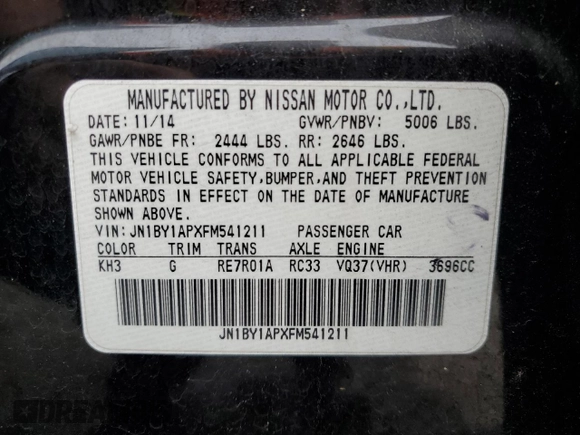 MANUFACTURED BY NISSAN MOTOR CO.,LTD.
DATE: 11/14 GVWR/PNBV: 5006 LBS.
GAWR/PNBE FR: 2444 LBS. RR: 2646 LBS.
THIS VEHICLE CONFORMS TO ALL APPLICABLE FEDERAL
MOTOR VEHICLE SAFETY,BUMPER,AND THEFT PREVENTION
STANDARDS IN EFFECT ON THE DATE OF MANUFACTURE
SHOWN ABOVE.
VIN: JN1BY1APXFM541211 PASSENGER CAR
COLOR TRIM TRANS AXLE ENGINE
KH3 G RE7R01A RC33 VQ37(VHR) 3696CC
JN1BY1APXFM541211